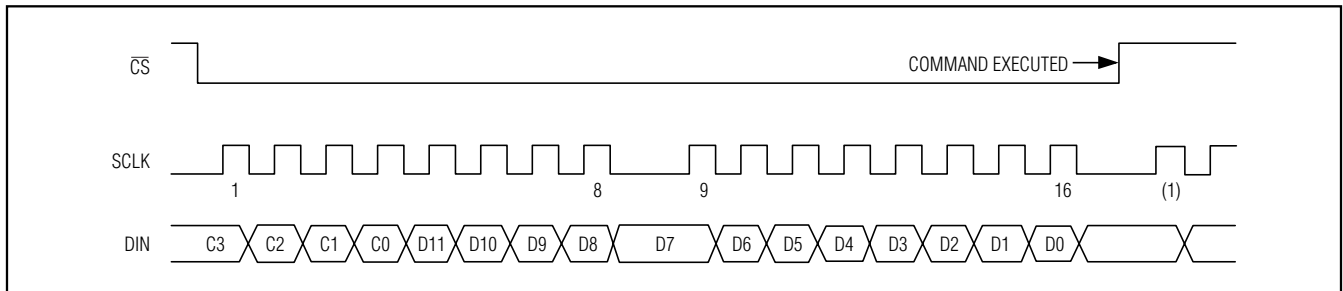 CS
COMMAND EXECUTED
SCLK
1 8 9 16 (1)
DIN C3 C2 C1 C0 D11 D10 D9 D8 D7 D6 D5 D4 D3 D2 D1 D0